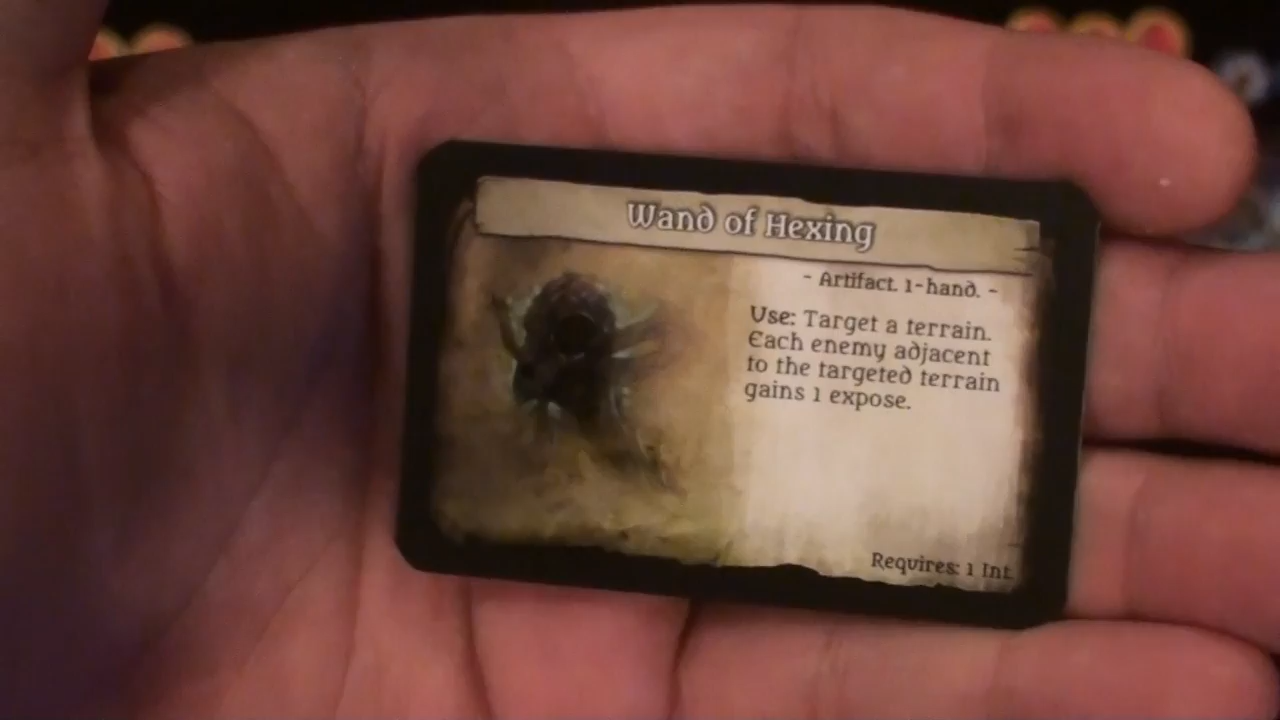 Wand of Hexing
- Artifact. 1-hand. -
Use: Target a terrain.
Each enemy adjacent
to the targeted terrain
gains 1 expose.
Requires: 1 Int